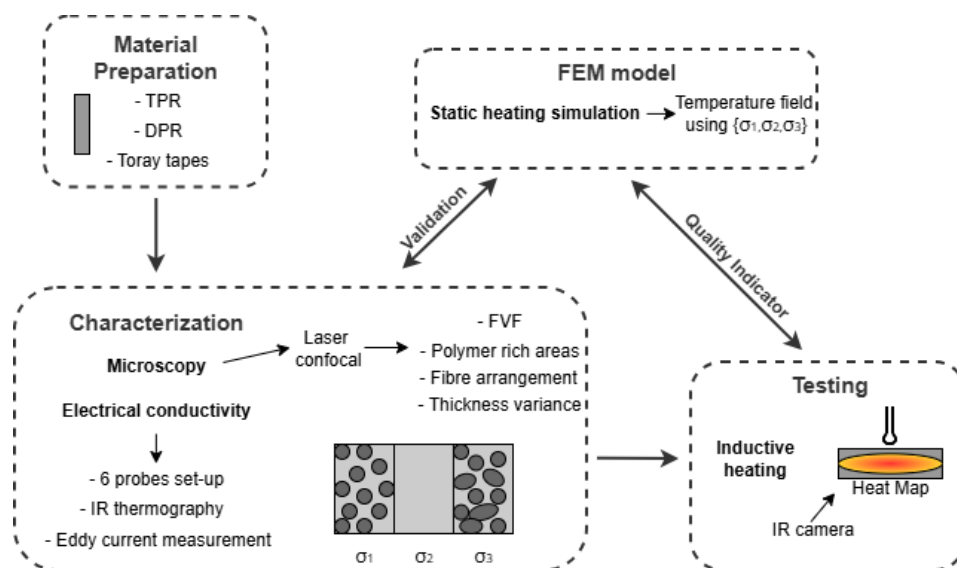 Material
Preparation
- TPR
- DPR
- Toray tapes
FEM model
Static heating simulation
Temperature field
using {σ1,σ2,σ3}
Validation
Quality Indicator
Characterization
Microscopy
Laser
confocal
- FVF
- Polymer rich areas
- Fibre arrangement
- Thickness variance
Electrical conductivity
- 6 probes set-up
- IR thermography
- Eddy current measurement
σ1
σ2
σ3
Testing
Inductive
heating
Heat Map
IR camera